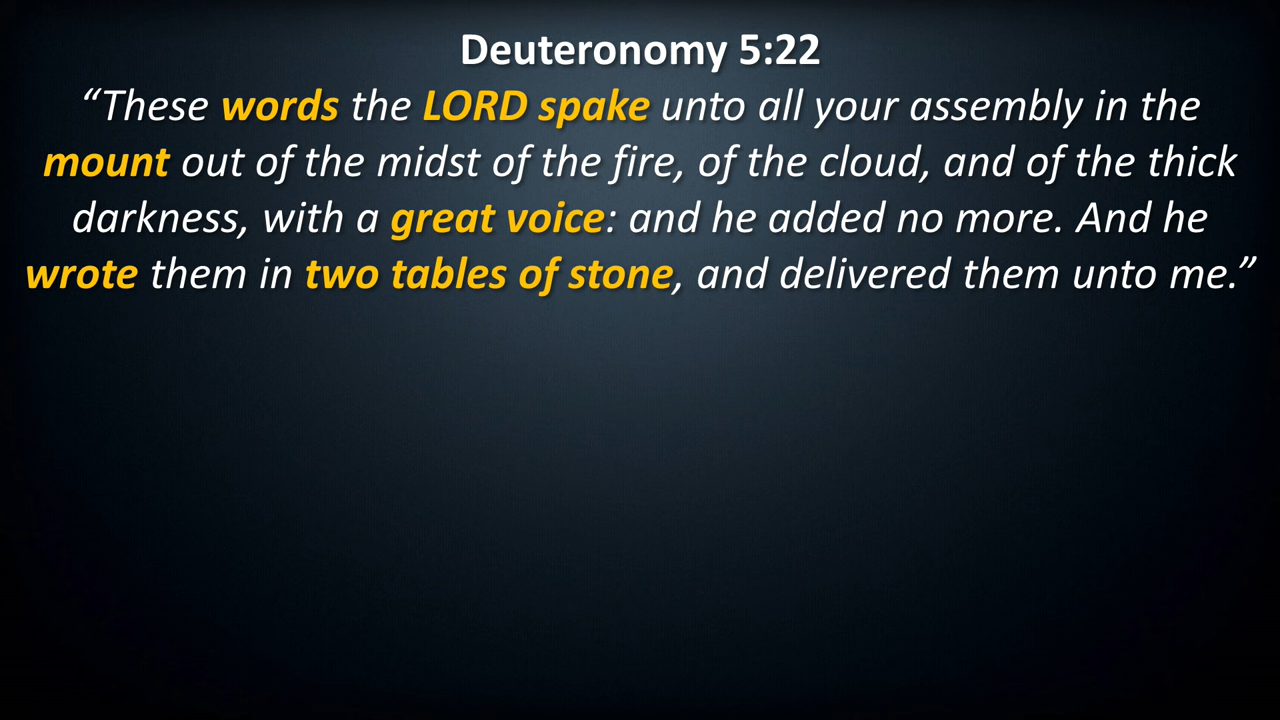 Deuteronomy 5:22
“These words the LORD spake unto all your assembly in the
mount out of the midst of the fire, of the cloud, and of the thick
darkness, with a great voice: and he added no more. And he
wrote them in two tables of stone, and delivered them unto me.”